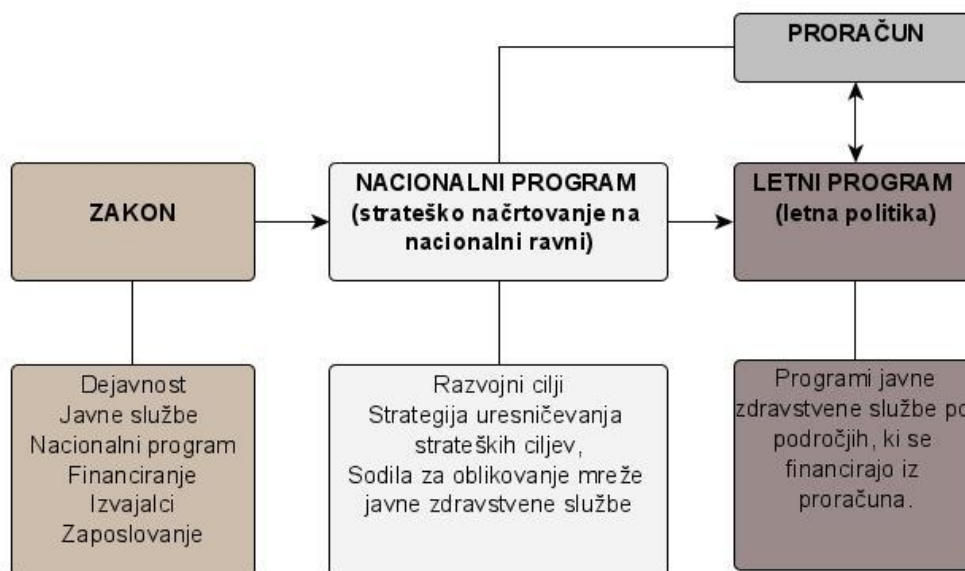 PRORAČUN
ZAKON
NACIONALNI PROGRAM
(strateško načrtovanje na
nacionalni ravni)
LETNI PROGRAM
(letna politika)
Dejavnost
Javne službe
Nacionalni program
Financiranje
Izvajalci
Zaposlovanje
Razvojni cilji
Strategija uresničevanja
strateških ciljev,
Sodila za oblikovanje mreže
javne zdravstvene službe
Programi javne
zdravstvene službe po
področjih, ki se
financirajo iz
proračuna.